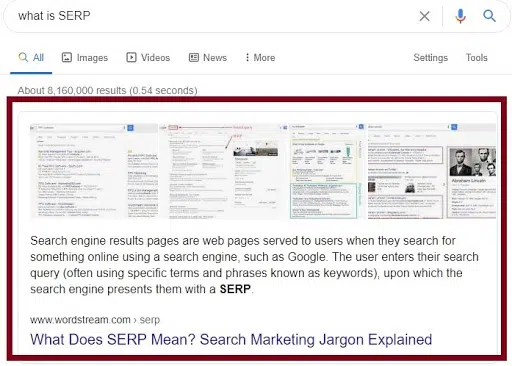 what is SERP
All Images Videos News More Settings Tools
About 8,160,000 results (0.54 seconds)
Abraham Lincoln
Search engine results pages are web pages served to users when they search for
something online using a search engine, such as Google. The user enters their search
query (often using specific terms and phrases known as keywords), upon which the
search engine presents them with a SERP.
www.wordstream.com › serp
What Does SERP Mean? Search Marketing Jargon Explained